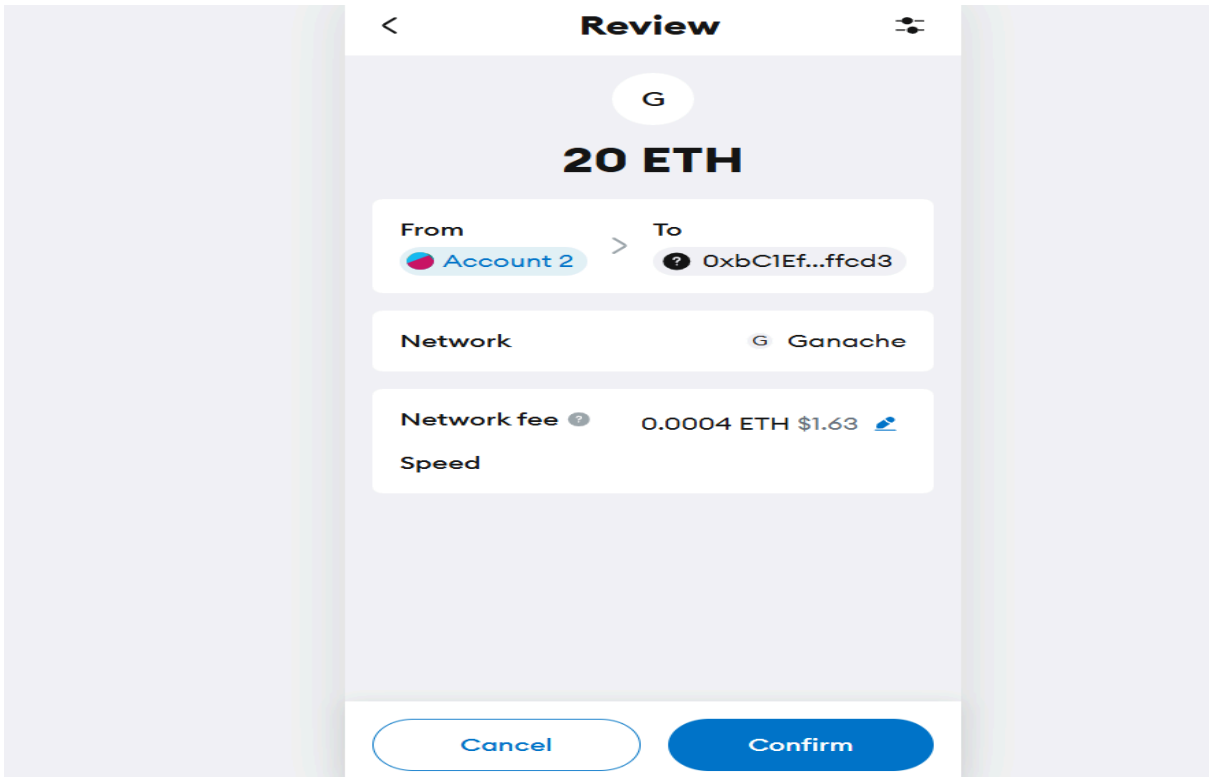 Review
G
20 ETH
From
To
Account 2
>
? 0xbC1Ef...ffcd3
Network
G Ganache
Network fee ?
0.0004 ETH $1.63
Speed
Cancel
Confirm